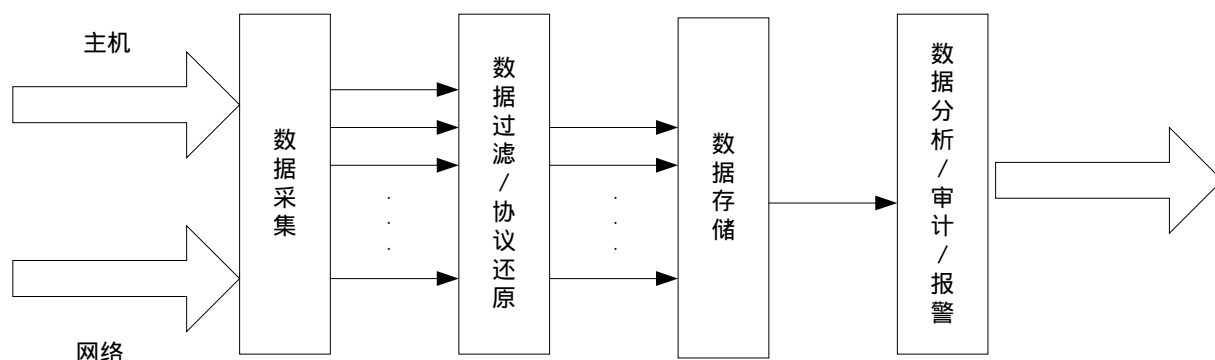 主机
网络
数据采集
数据过滤/协议还原
数据存储
数据分析/审计/报警